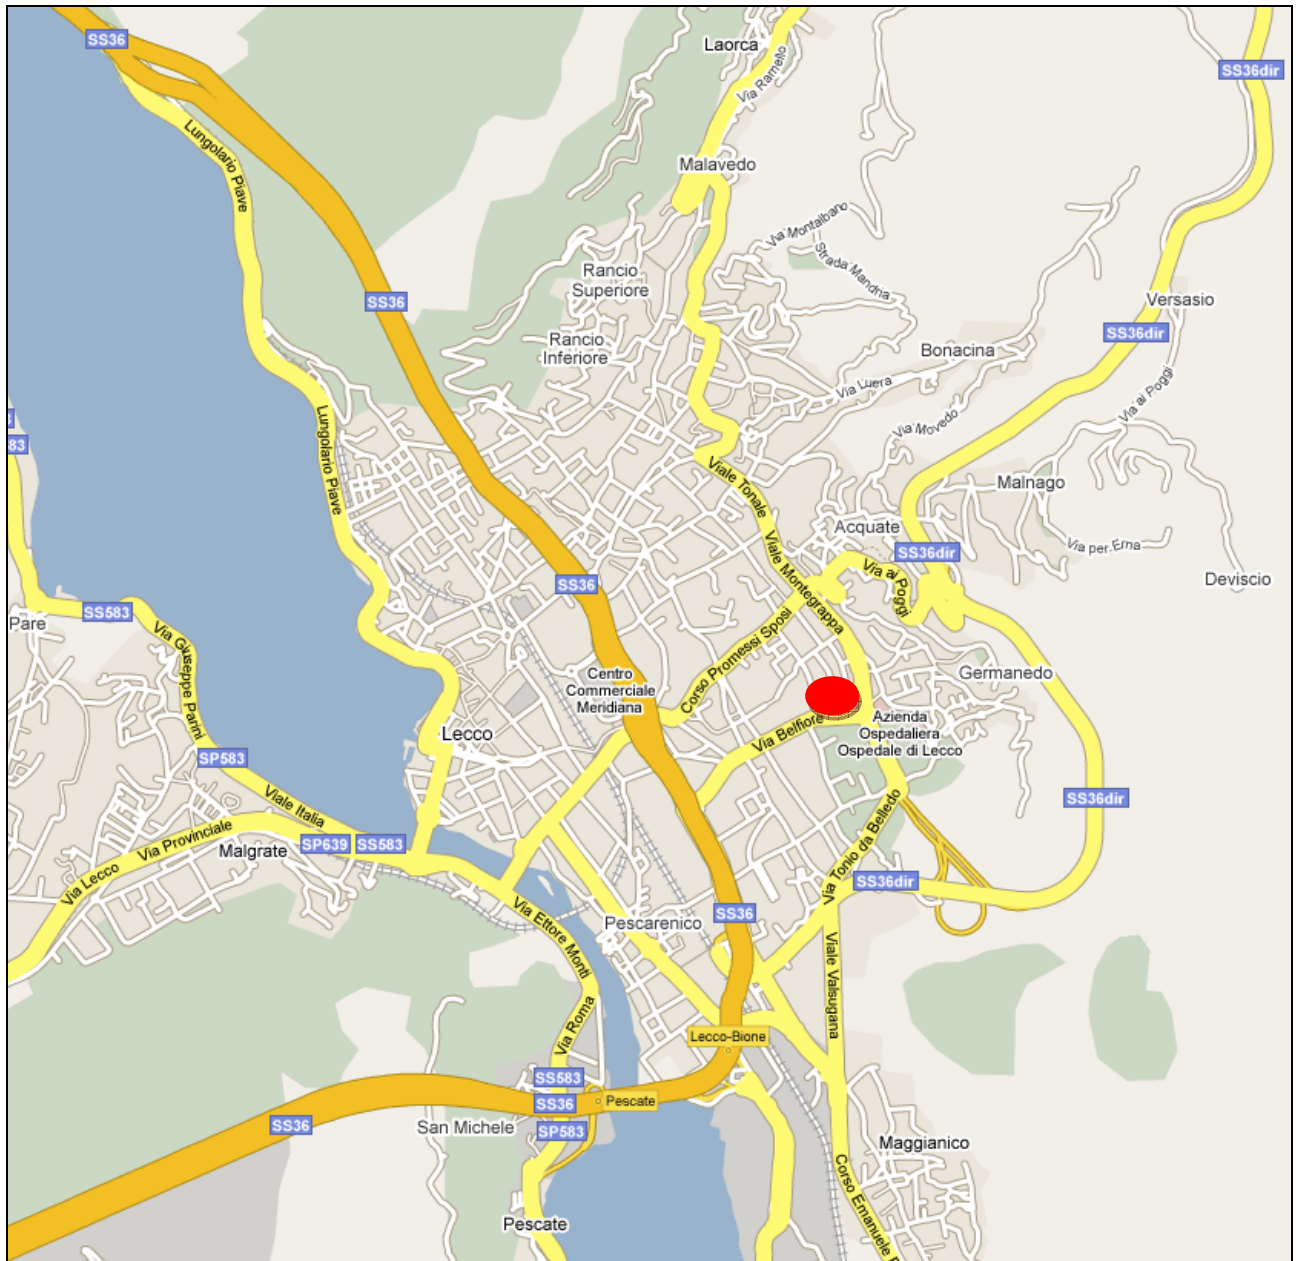 SS36
Laorca
SS36dir
Via Ramello
Lungolario Piave
Malavedo
Via Montalbano
Strada Mandria
Rancio
Superiore
SS36
Versasio
SS36dir
Rancio
Inferiore
Bonacina
Via Luera
Via ai Poggi
Via Movedo
Lungolario Piave
83
Viale Tonale
Malnago
Acquate
Via per Erna
SS36dir
Viale Montegrappa
Via ai Poggi
Deviscio
SS36
SS583
Pare
Via Giuseppe Parini
Corso Promessi Sposi
Germanedo
Centro
Commerciale
Meridiana
Azienda
Ospedaliera
Ospedale di Lecco
Via Belfiore
Lecco
SP583
Viale Italia
SS36dir
Via Provinciale
SP639
SS583
Malgrate
Via Lecco
Via Tonio da Belledo
SS36dir
Via Ettore Monti
Pescarenico
SS36
Viale Valsugana
Via Roma
Lecco-Bione
SS583
SS36
Pescate
SS36
San Michele
SP583
Maggianico
Corso Emanuele
Pescate